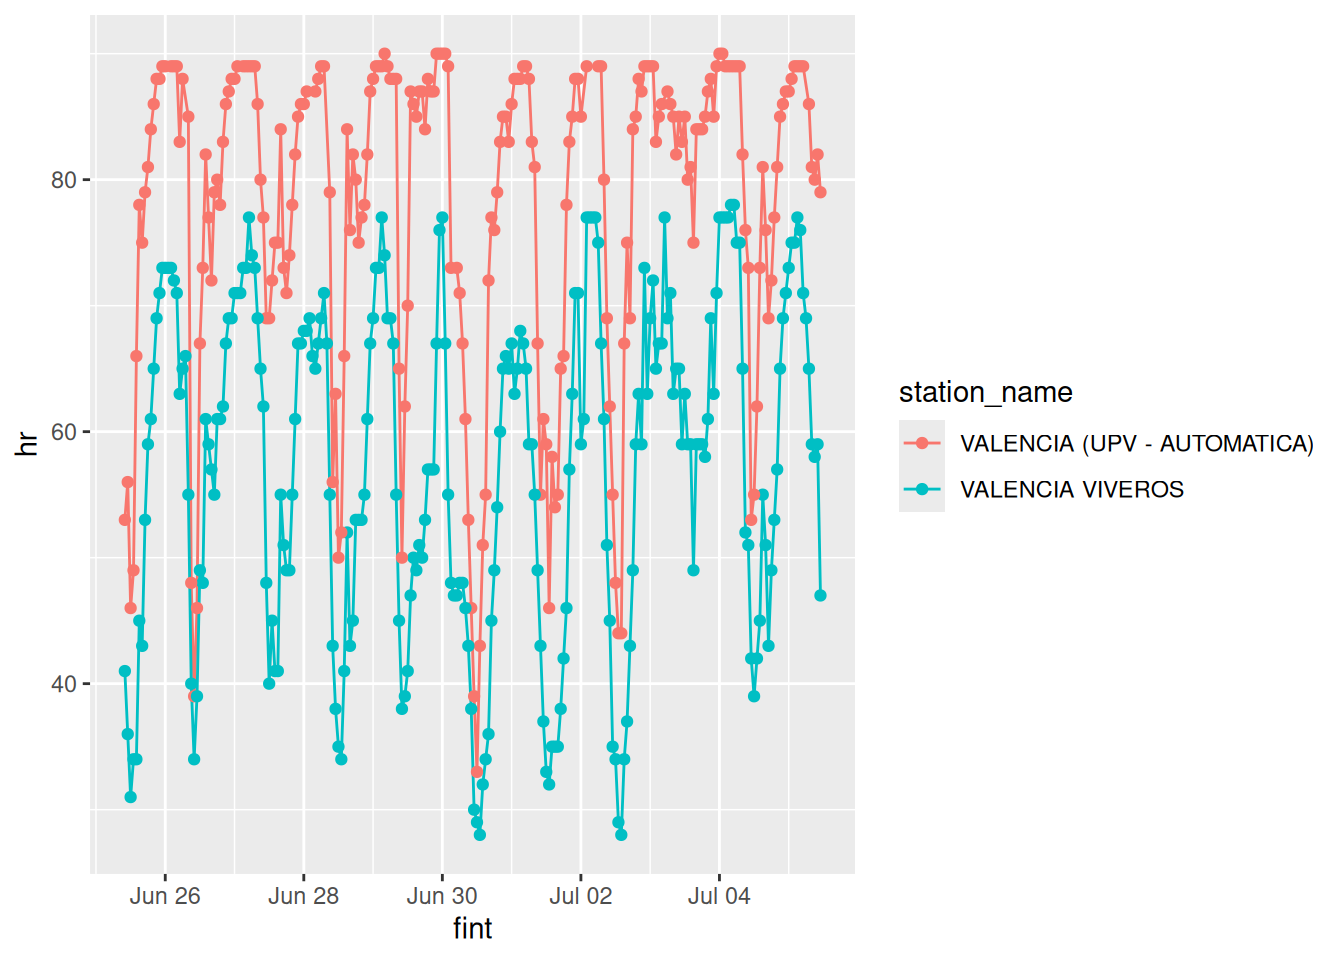 hr
80
60
40
Jun 26
Jun 28
Jun 30
Jul 02
Jul 04
fint
station_name
VALENCIA (UPV - AUTOMATICA)
VALENCIA VIVEROS